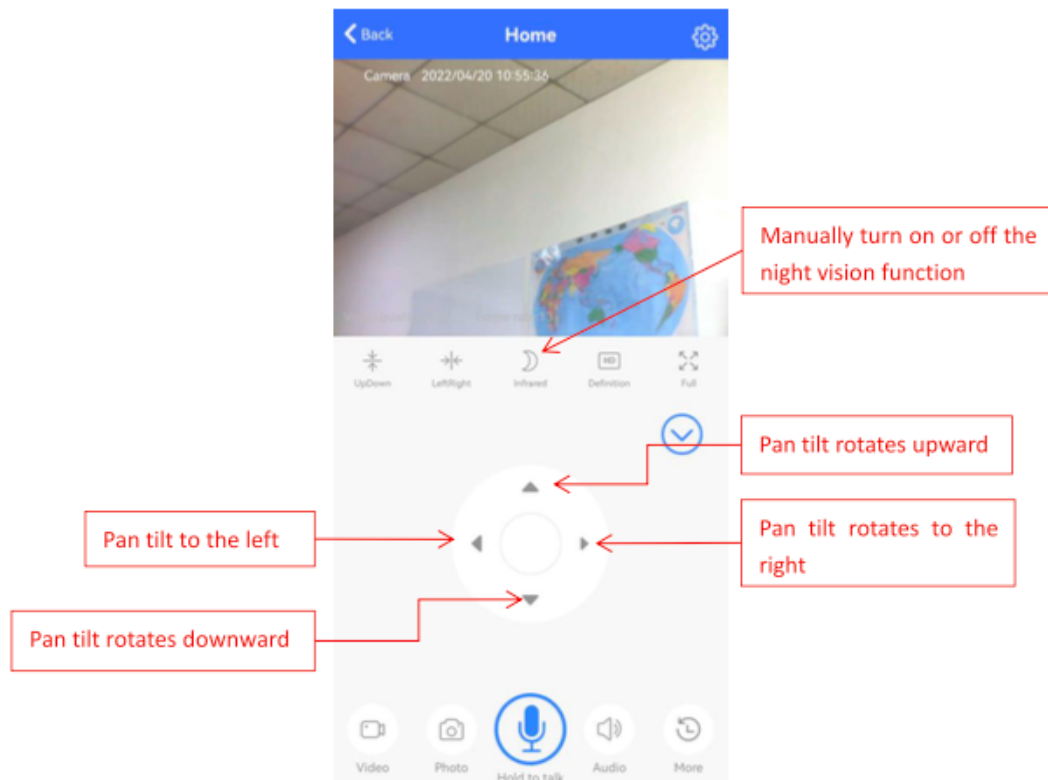 Back
Home
Camera 2022/04/20 10:55:36
Manually turn on or off the
night vision function
UpDown
LeftRight
Infrared
HD
Definition
Full
Pan tilt rotates upward
Pan tilt to the left
Pan tilt rotates to the
right
Pan tilt rotates downward
Video
Photo
Hold to talk
Audio
More